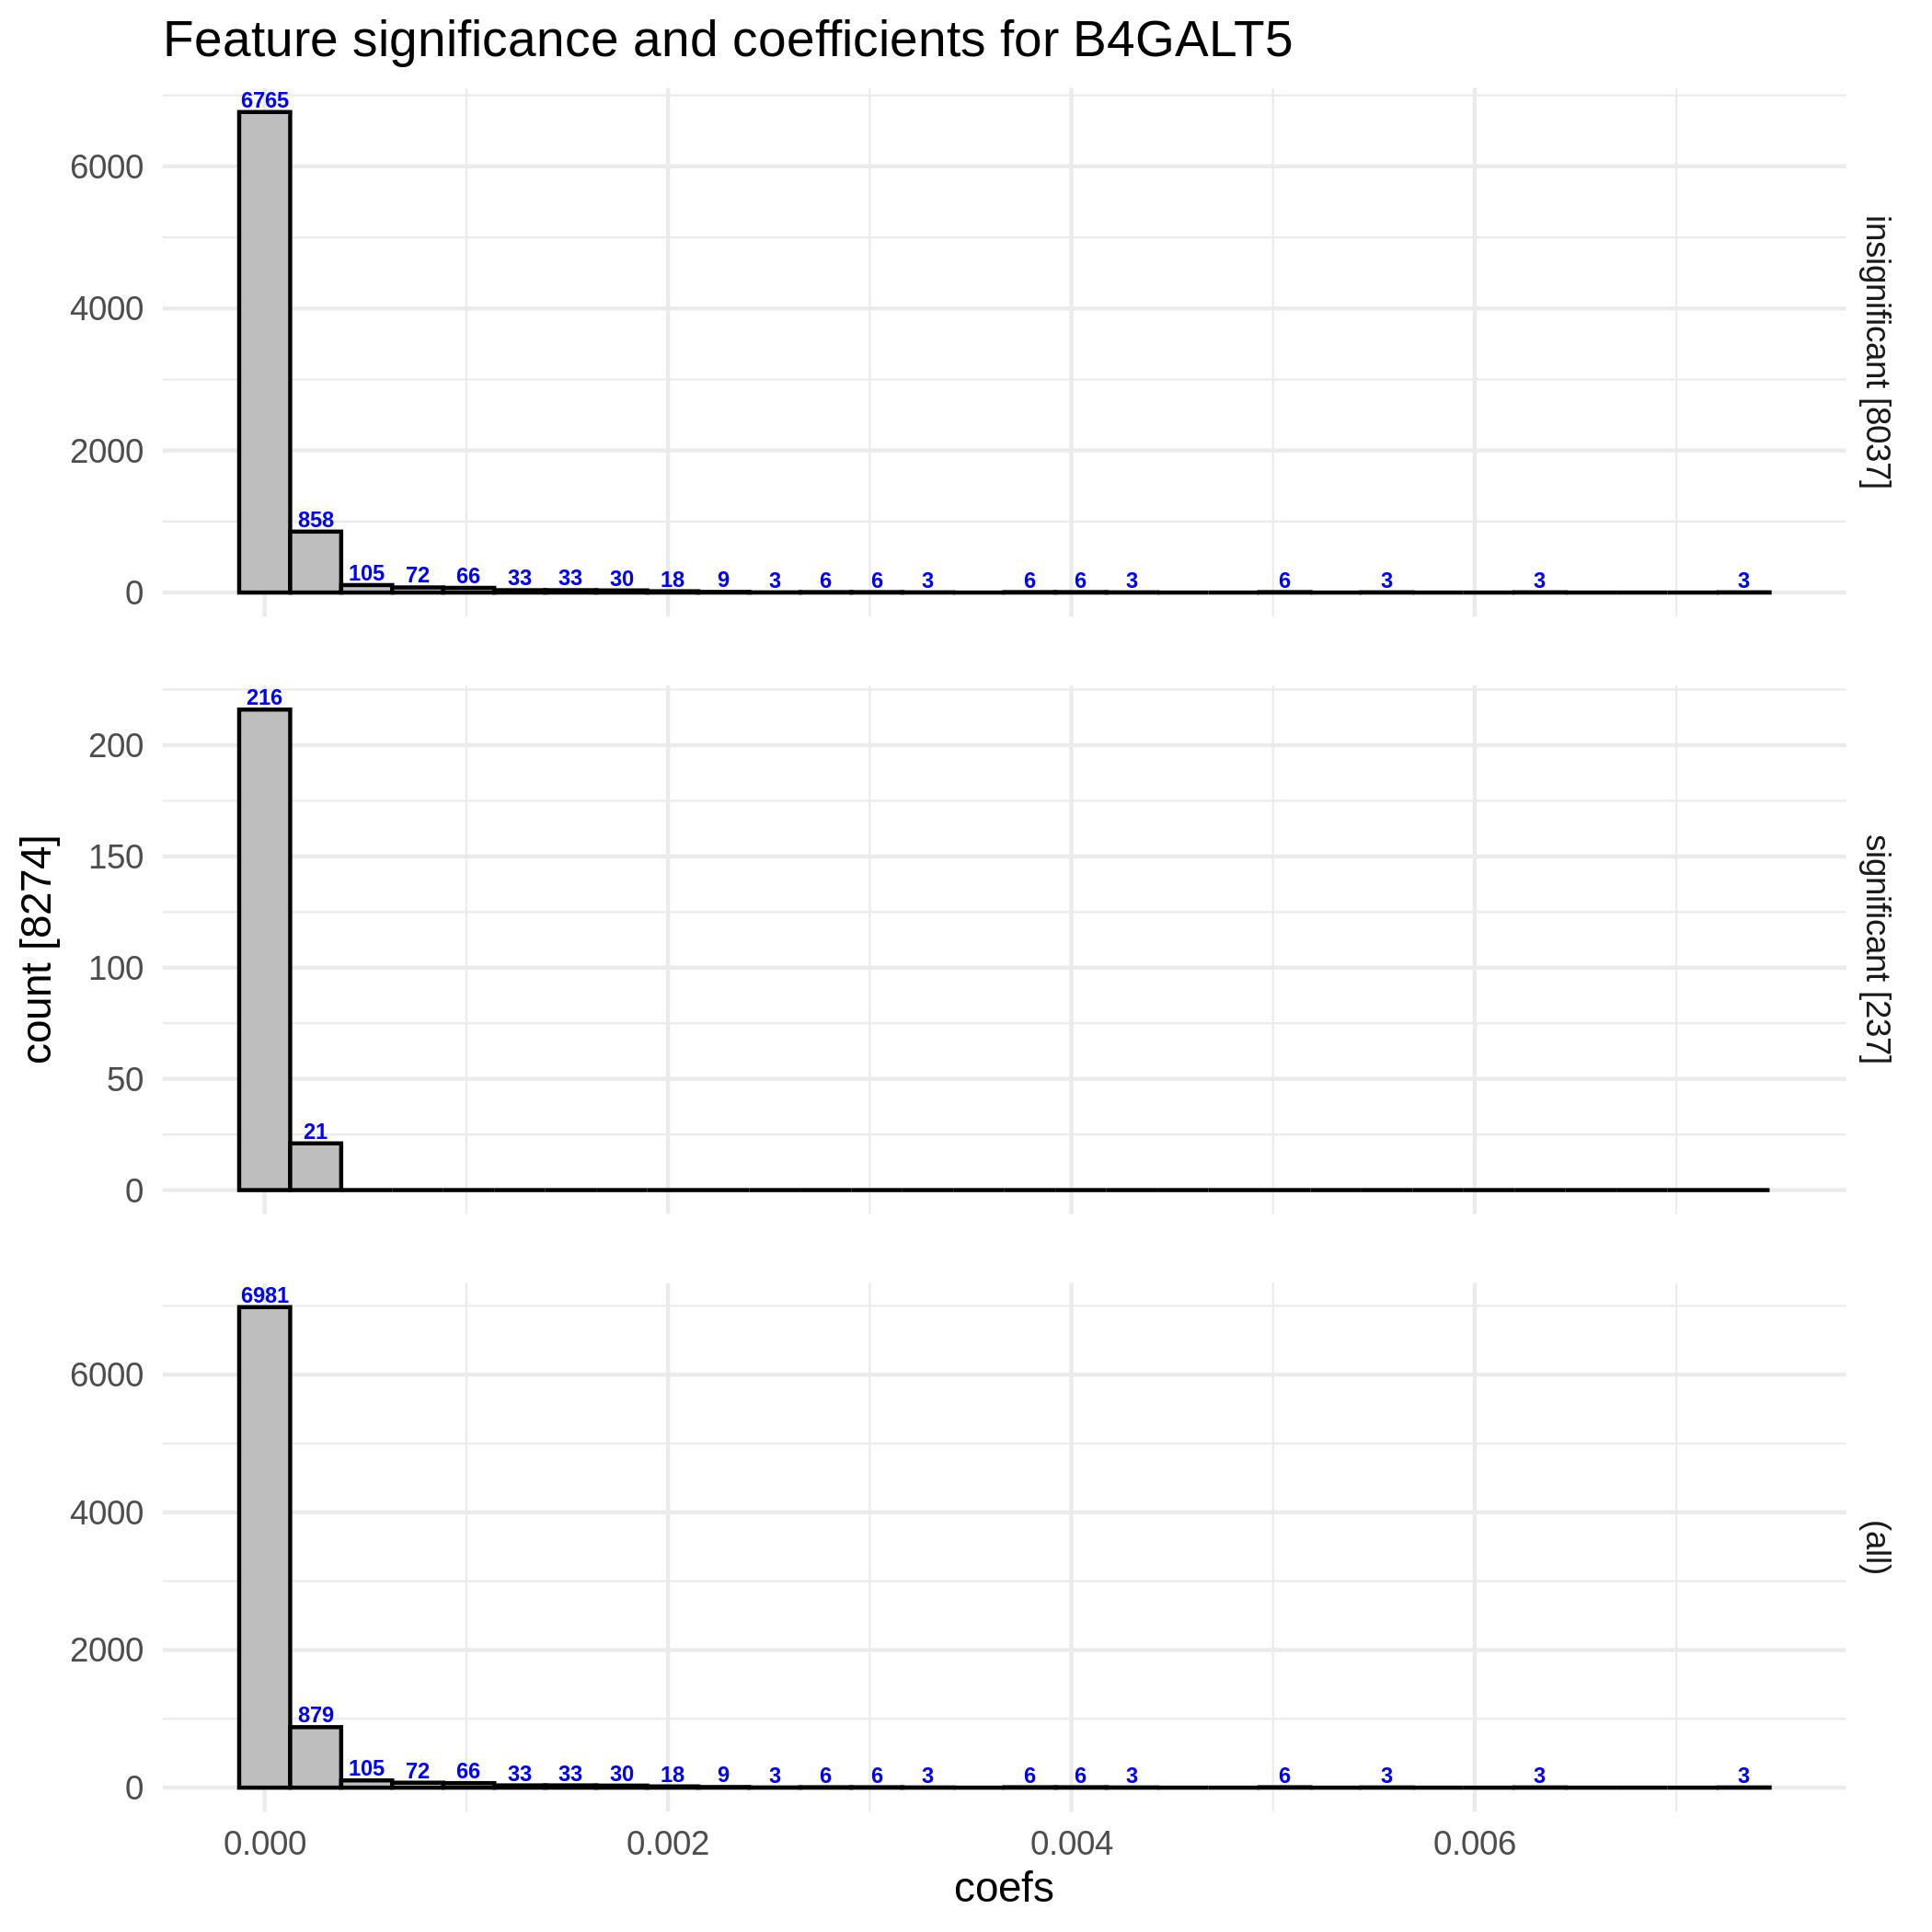 Feature significance and coefficients for B4GALT5
6765
6000
4000
2000
0
858
105 72 66 33 33 30 18 9 3 6 6 3 6 6 3 6 3 3 3
insignificant [8037]
count [8274]
216
200
150
100
50
0
21
significant [237]
6981
6000
4000
2000
0
879
105 72 66 33 33 30 18 9 3 6 6 3 6 6 3 6 3 3 3
(all)
0.000 0.002 0.004 0.006
coefs